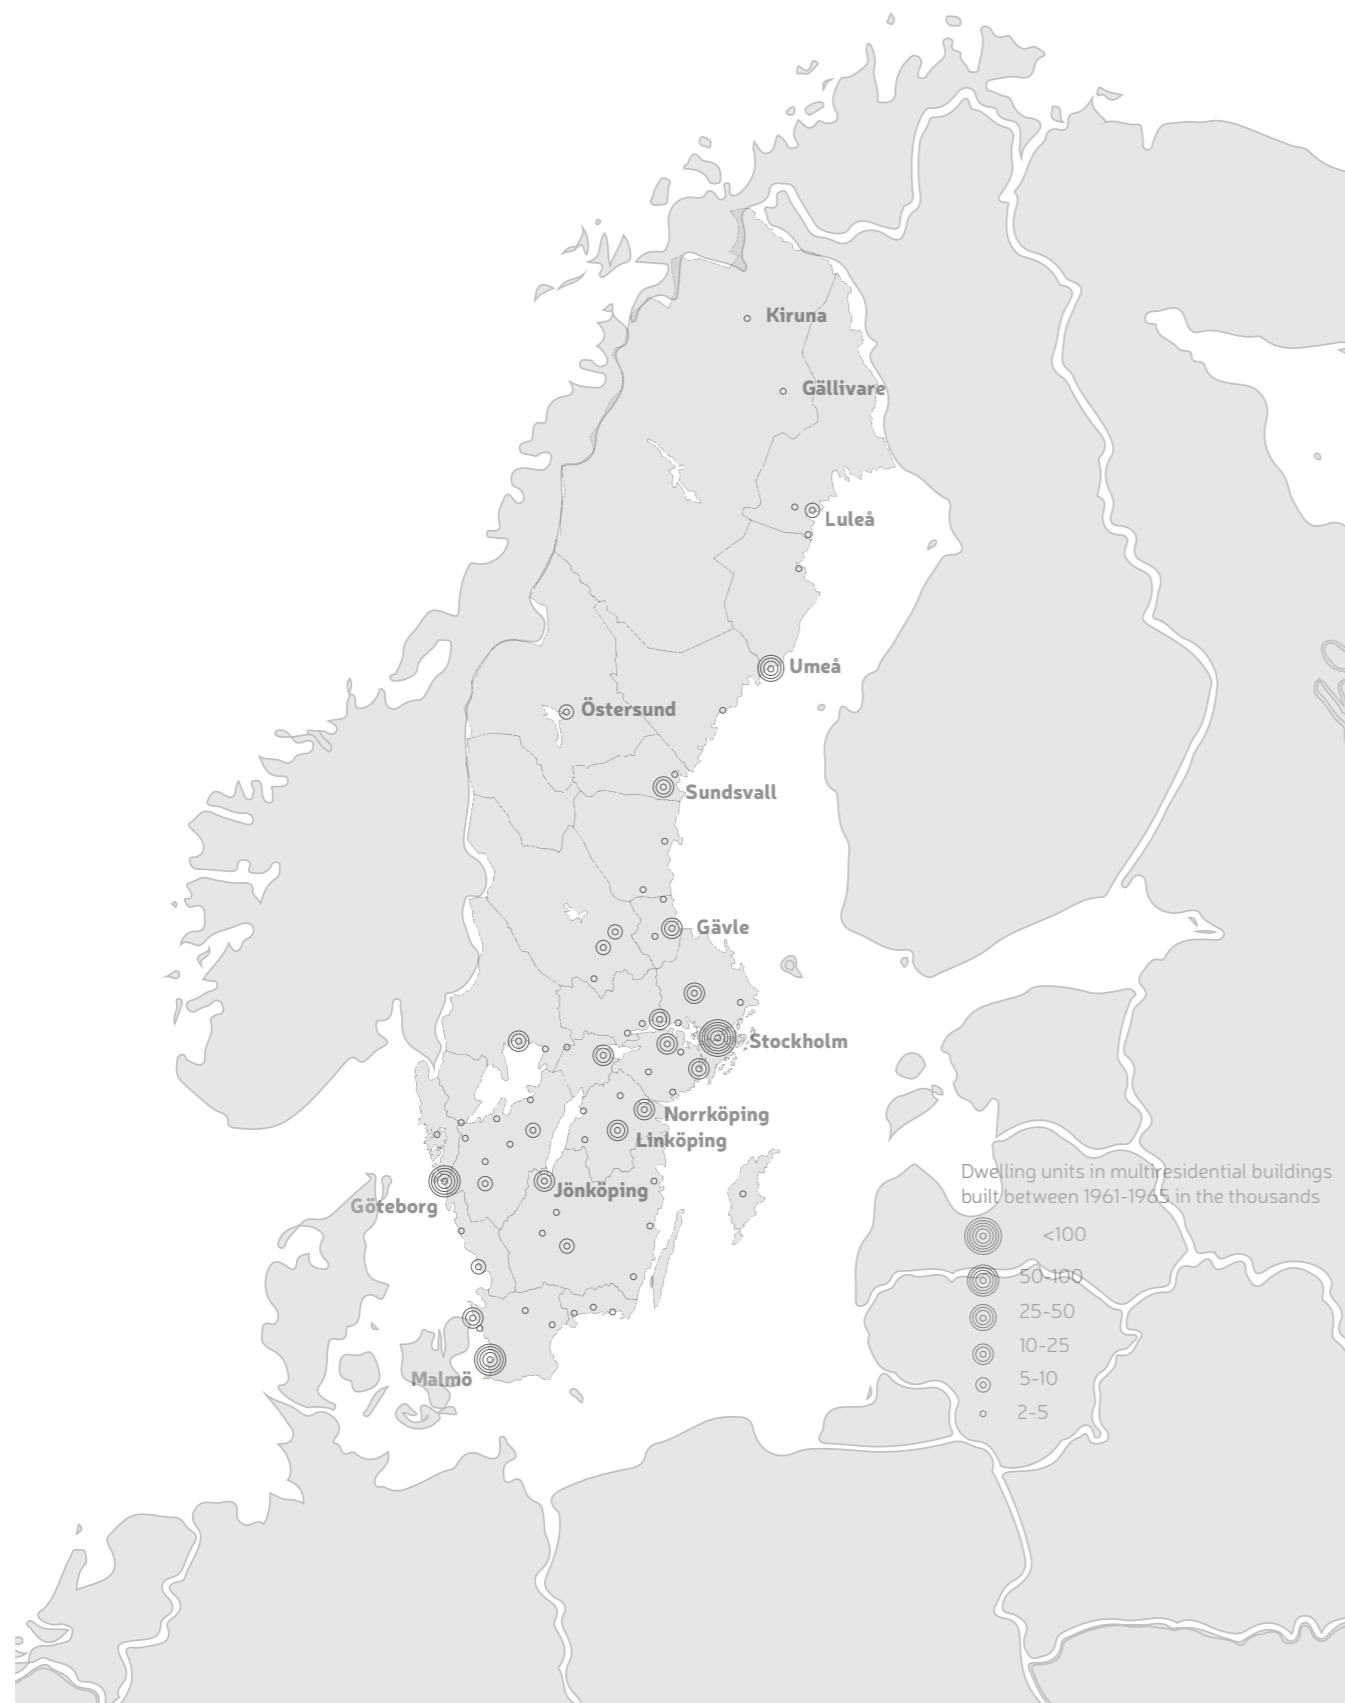 Kiruna
Gällivare
Luleå
Umeå
Östersund
Sundsvall
Gävle
Stockholm
Norrköping
Linköping
Jönköping
Göteborg
Malmö
Dwelling units in multiresidential buildings
built between 1961-1965 in the thousands
<100
50-100
25-50
10-25
5-10
2-5